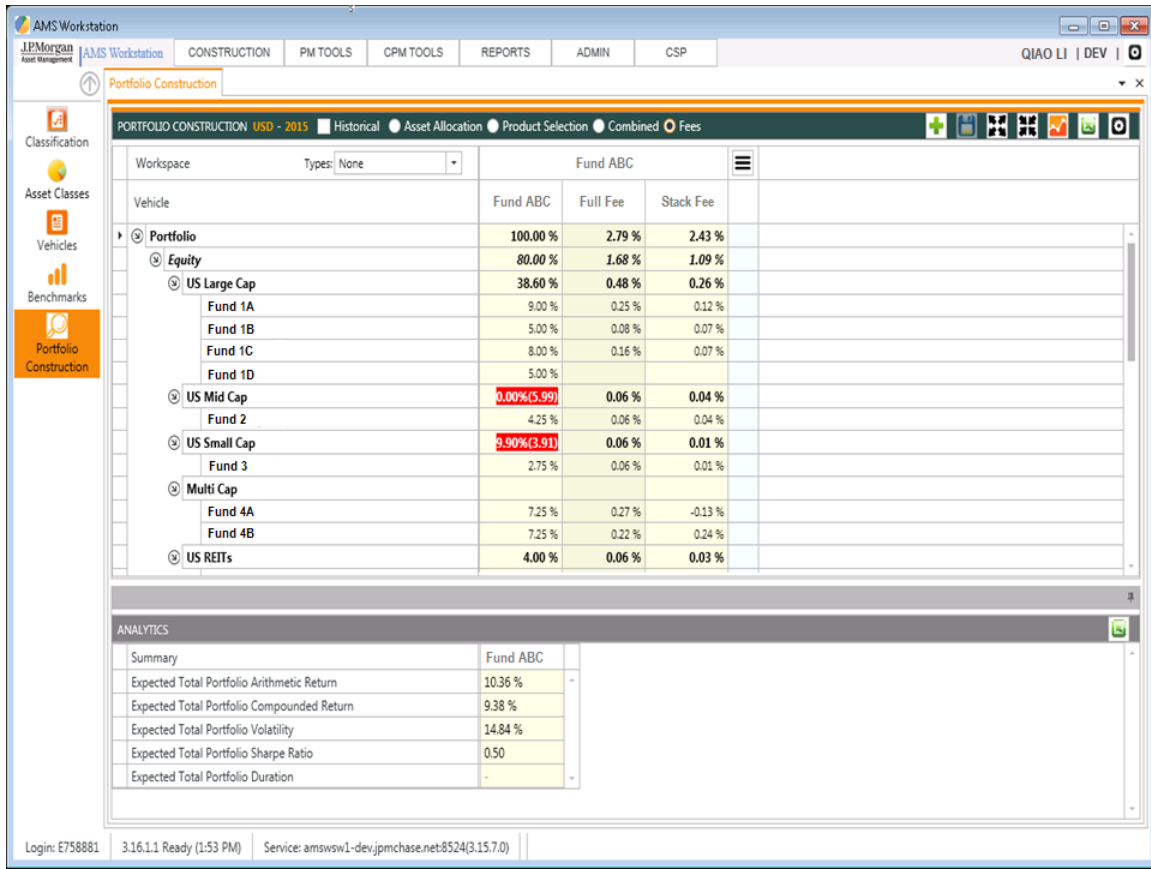 AMS Workstation
J.P.Morgan
Asset Management
AMS Workstation
CONSTRUCTION PM TOOLS CPM TOOLS REPORTS ADMIN CSP
QIAO LI | DEV |
Portfolio Construction
Classification
Asset Classes
Vehicles
Benchmarks
Portfolio
Construction
PORTFOLIO CONSTRUCTION USD - 2015 Historical Asset Allocation Product Selection Combined Fees
Workspace Types: None Fund ABC
Vehicle Fund ABC Full Fee Stack Fee
Portfolio 100.00 % 2.79 % 2.43 %
Equity 80.00 % 1.68 % 1.09 %
US Large Cap 38.60 % 0.48 % 0.26 %
Fund 1A 9.00 % 0.25 % 0.12 %
Fund 1B 5.00 % 0.08 % 0.07 %
Fund 1C 8.00 % 0.16 % 0.07 %
Fund 1D 5.00 %
US Mid Cap 0.00%(5.99) 0.06 % 0.04 %
Fund 2 4.25 % 0.06 % 0.04 %
US Small Cap 9.90%(3.91) 0.06 % 0.01 %
Fund 3 2.75 % 0.06 % 0.01 %
Multi Cap
Fund 4A 7.25 % 0.27 % -0.13 %
Fund 4B 7.25 % 0.22 % 0.24 %
US REITs 4.00 % 0.06 % 0.03 %
ANALYTICS
Summary Fund ABC
Expected Total Portfolio Arithmetic Return 10.36 %
Expected Total Portfolio Compounded Return 9.38 %
Expected Total Portfolio Volatility 14.84 %
Expected Total Portfolio Sharpe Ratio 0.50
Expected Total Portfolio Duration -
Login: E758881 3.16.1.1 Ready (1:53 PM) Service: amswsw1-dev.jpmchase.net:8524(3.15.7.0)